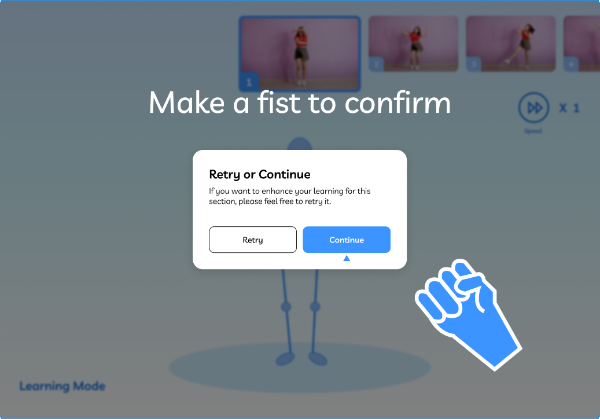 1
2
3
4
Make a fist to confirm
X 1
Speed
Retry or Continue
If you want to enhance your learning for this
section, please feel free to retry it.
Retry
Continue
Learning Mode